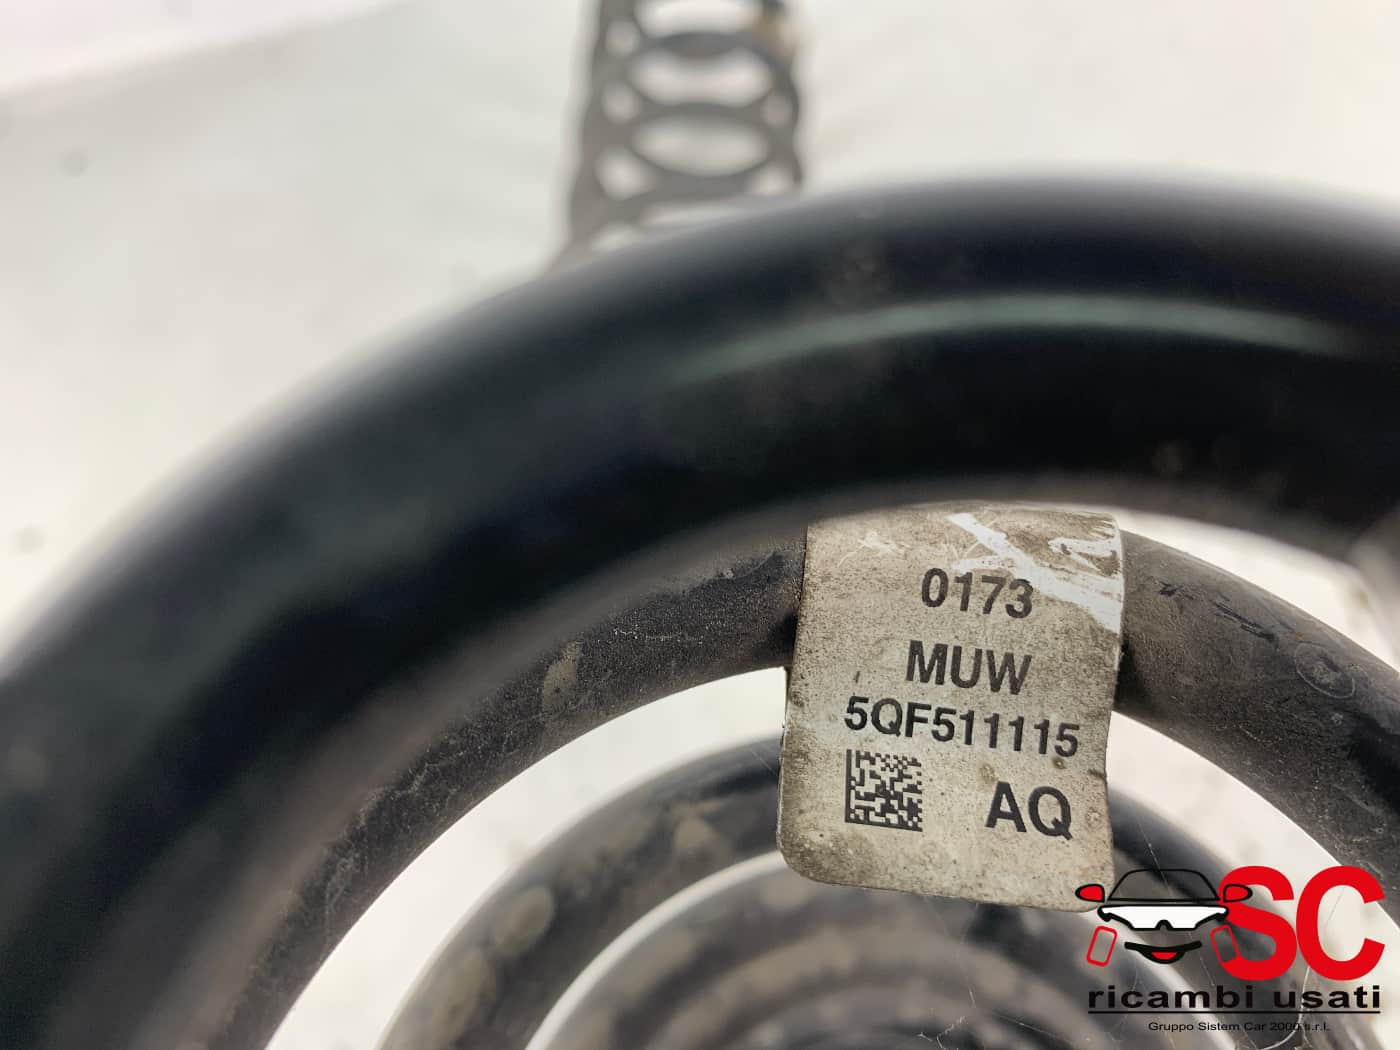 0173
MUW
5QF511115
AQ
SC
ricambi usati
Gruppo Sistem Car 2000 s.r.l.